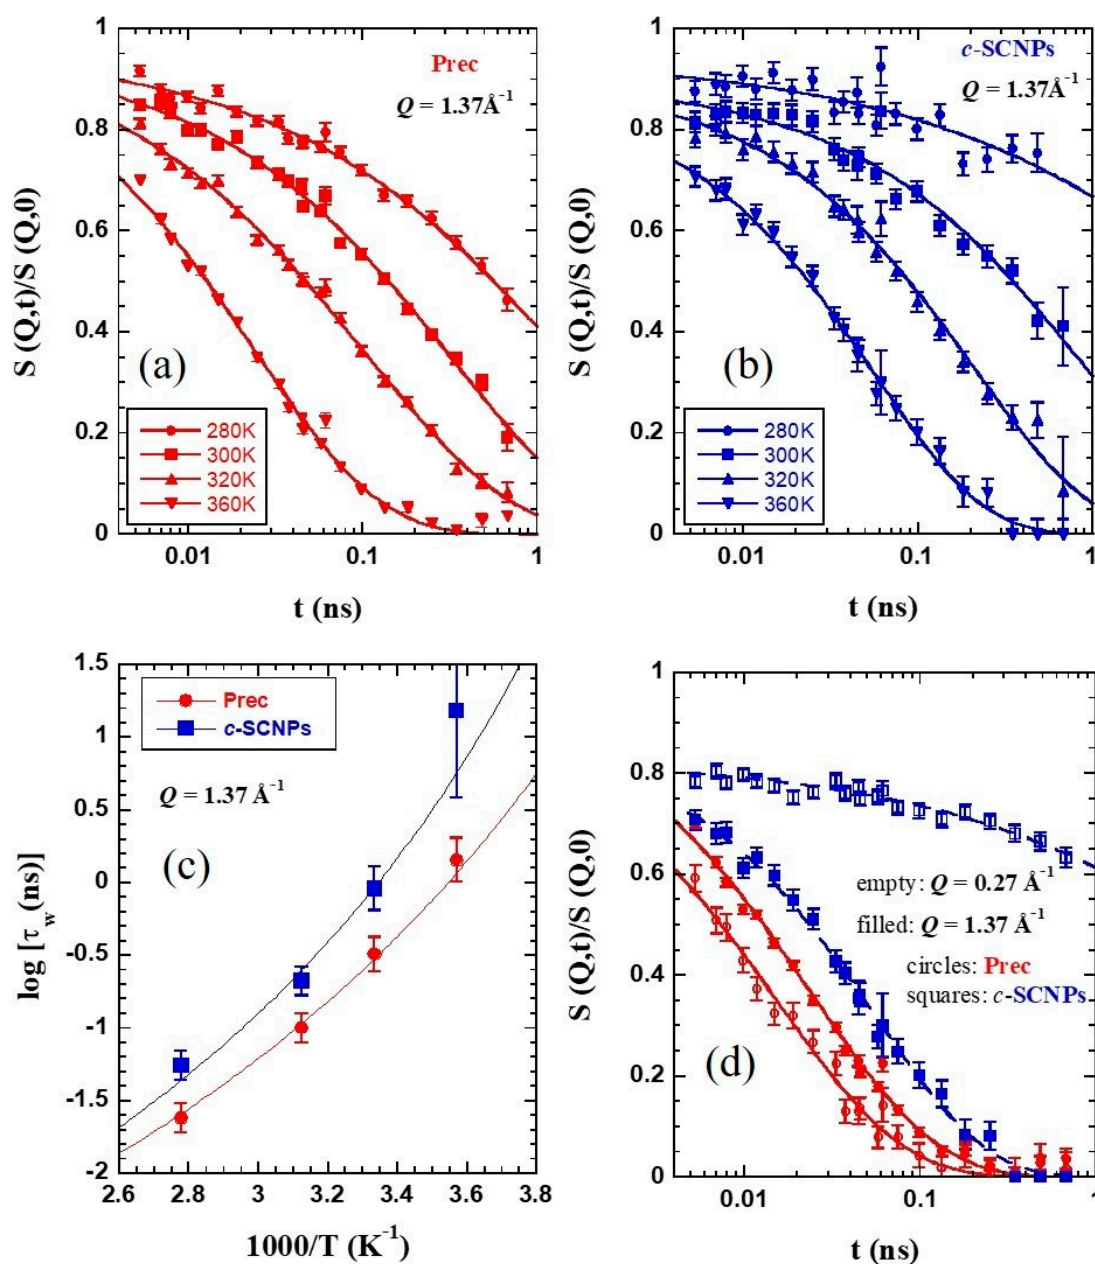 Prec
Q = 1.37Å⁻¹
S (Q,t)/S (Q,0)
1
0.8
0.6
0.4
0.2
0
(a)
280K
300K
320K
360K
0.01
0.1
1
t (ns)
c-SCNPs
Q = 1.37Å⁻¹
S (Q,t)/S (Q,0)
1
0.8
0.6
0.4
0.2
0
(b)
280K
300K
320K
360K
0.01
0.1
1
t (ns)
Prec
c-SCNPs
Q = 1.37 Å⁻¹
log [τw(ns)]
1.5
1
0.5
0
-0.5
-1
-1.5
-2
(c)
2.6
2.8
3
3.2
3.4
3.6
3.8
1000/T (K⁻¹)
S (Q,t)/S (Q,0)
1
0.8
0.6
0.4
0.2
0
empty: Q = 0.27 Å⁻¹
filled: Q = 1.37 Å⁻¹
circles: Prec
squares: c-SCNPs
(d)
0.01
0.1
1
t (ns)